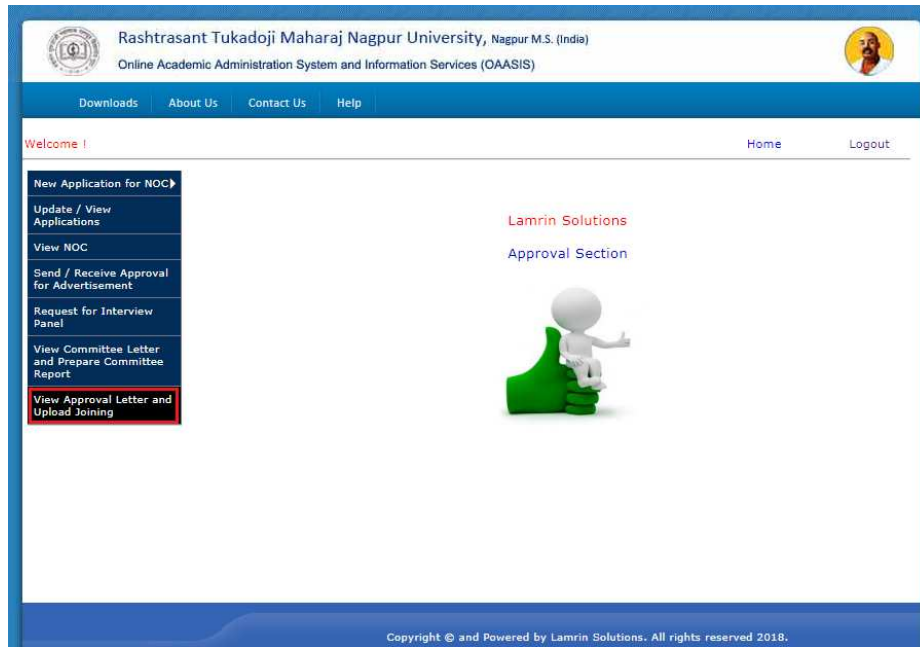 Rashtrasant Tukadoji Maharaj Nagpur University, Nagpur M.S. (India)
Online Academic Administration System and Information Services (OAASIS)
Downloads About Us Contact Us Help
Welcome !
Home Logout
New Application for NOC
Update / View
Applications
View NOC
Send / Receive Approval
for Advertisement
Request for Interview
Panel
View Committee Letter
and Prepare Committee
Report
View Approval Letter and
Upload Joining
Lamrin Solutions
Approval Section
Copyright © and Powered by Lamrin Solutions. All rights reserved 2018.